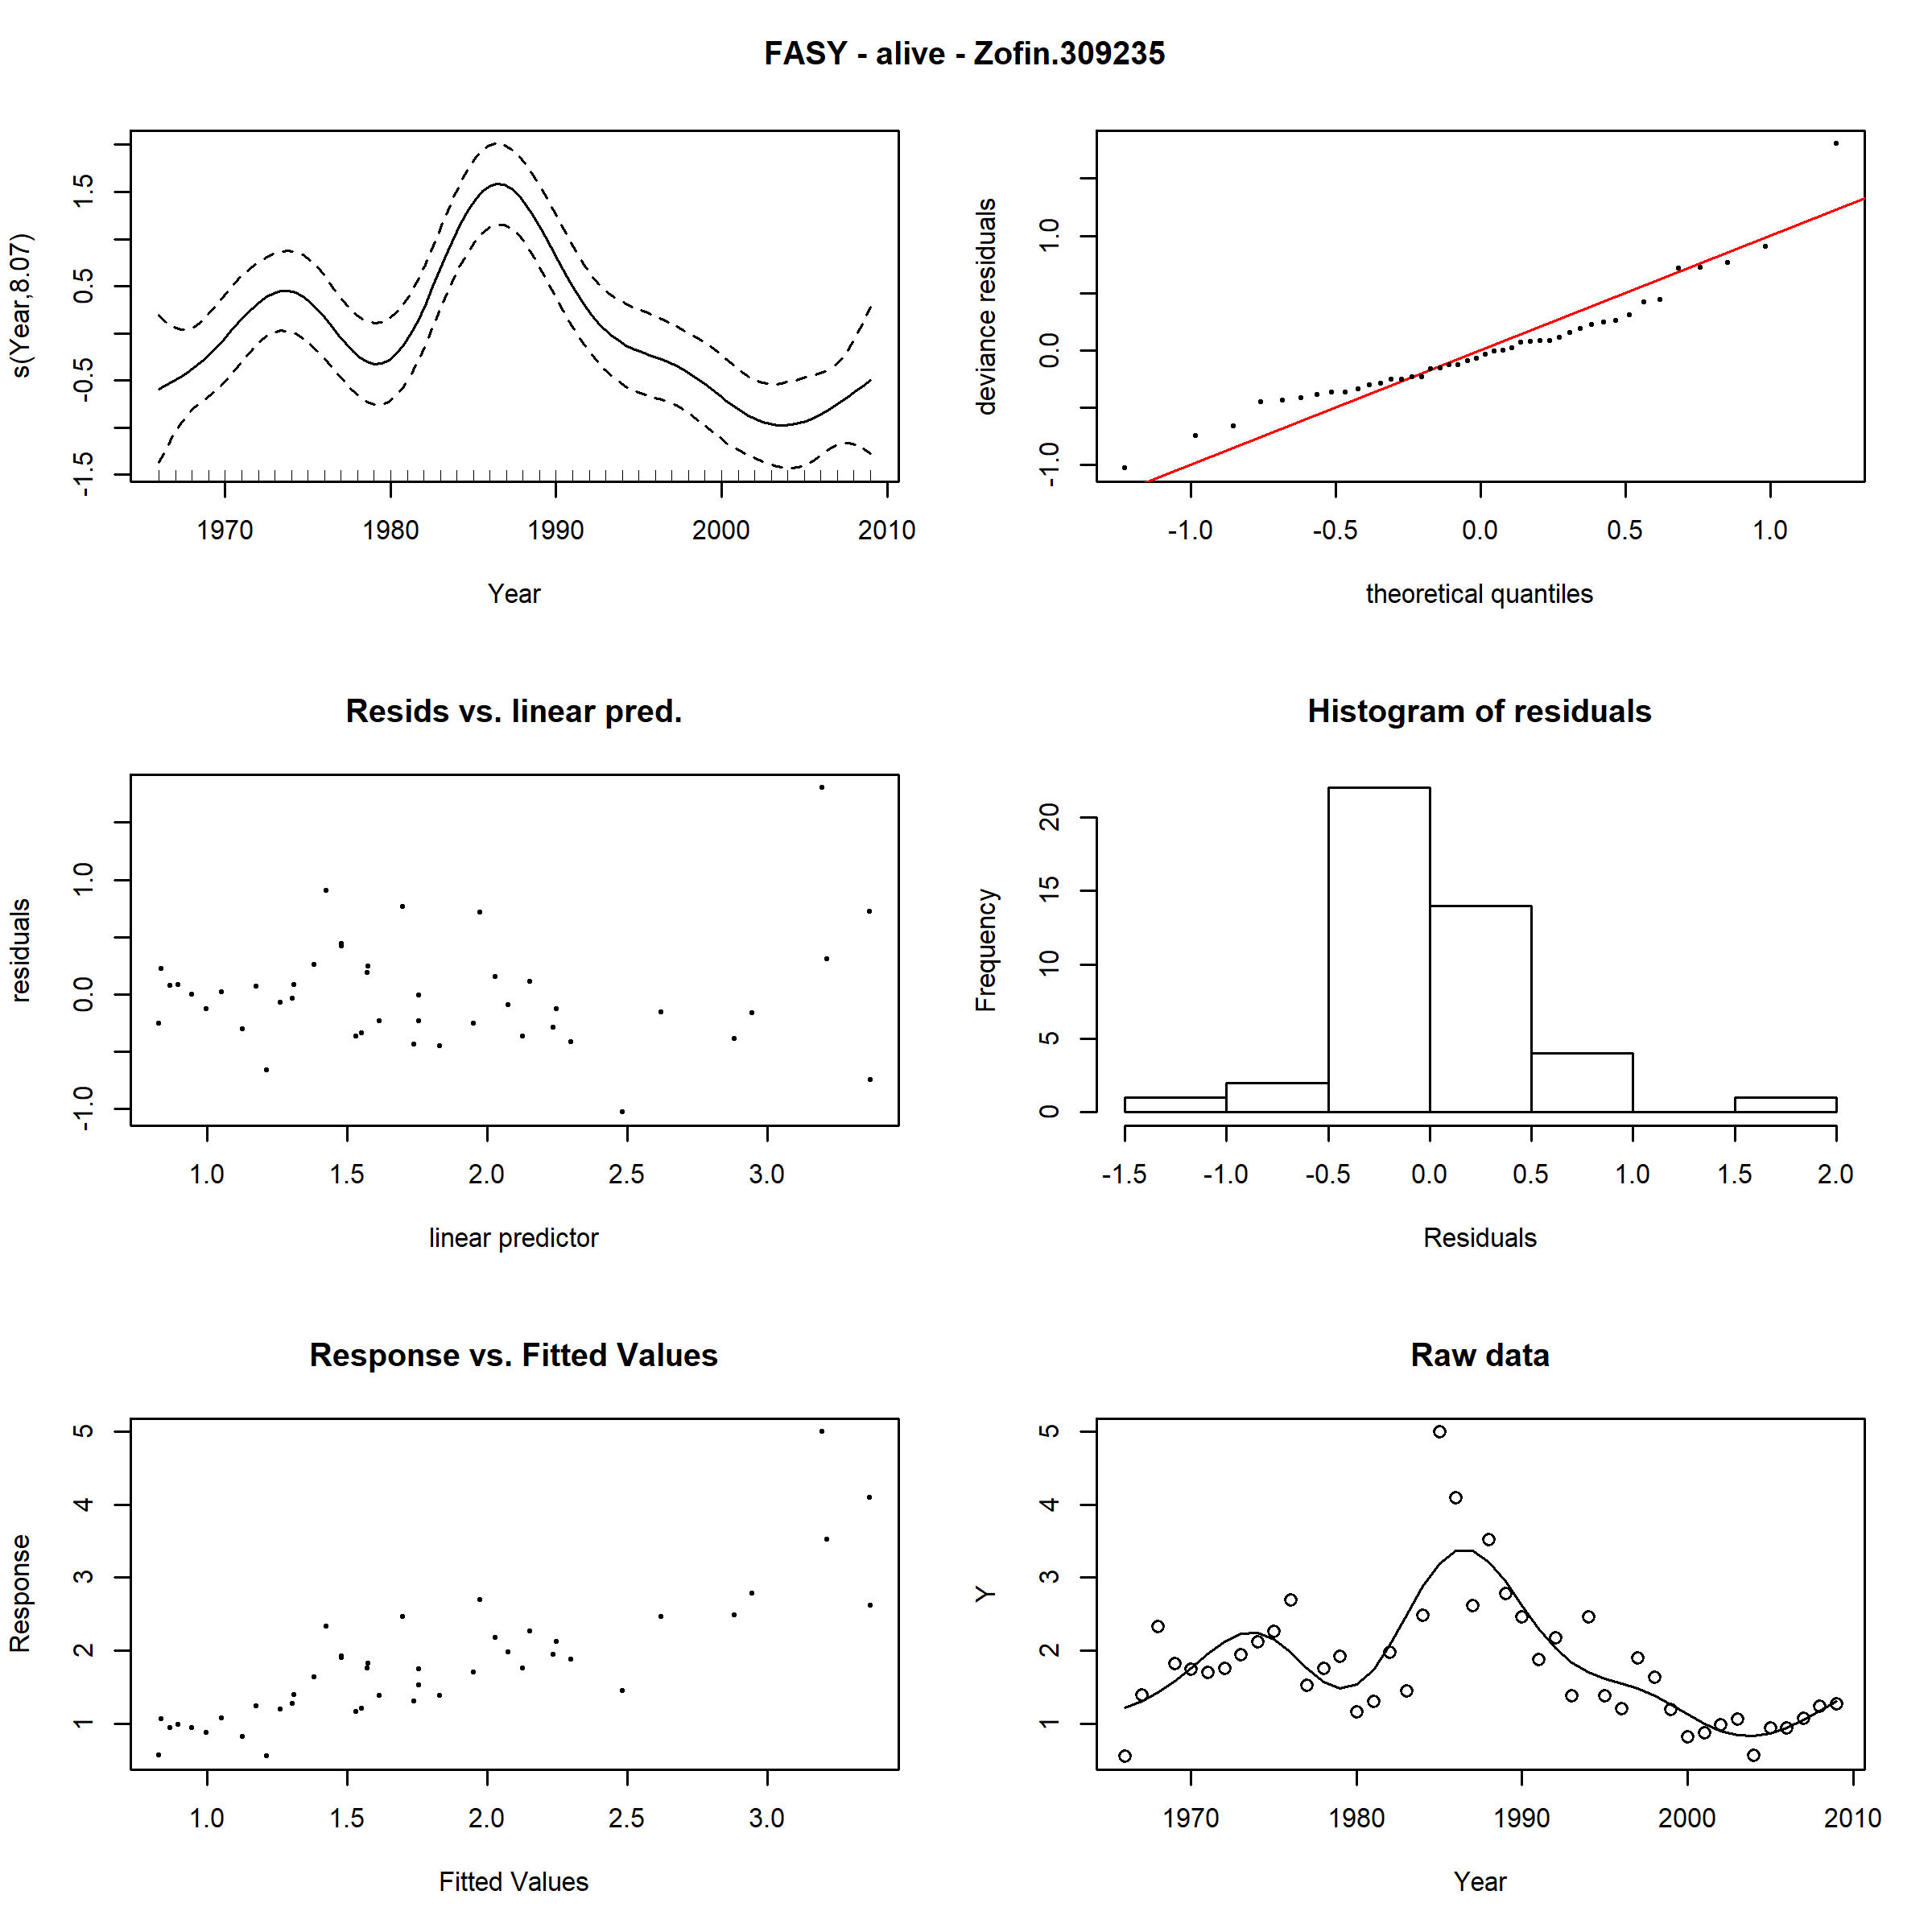 FASY - alive - Zofin.309235
s(Year,8.07)
-1.5 -0.5 0.5 1.5
1970 1980 1990 2000 2010
Year
deviance residuals
-1.0 0.0 1.0
-1.0 -0.5 0.0 0.5 1.0
theoretical quantiles
Resids vs. linear pred.
residuals
-1.0 0.0 1.0
1.0 1.5 2.0 2.5 3.0
linear predictor
Histogram of residuals
Frequency
0 5 10 15 20
-1.5 -1.0 -0.5 0.0 0.5 1.0 1.5 2.0
Residuals
Response vs. Fitted Values
Response
1 2 3 4 5
1.0 1.5 2.0 2.5 3.0
Fitted Values
Raw data
Y
1 2 3 4 5
1970 1980 1990 2000 2010
Year